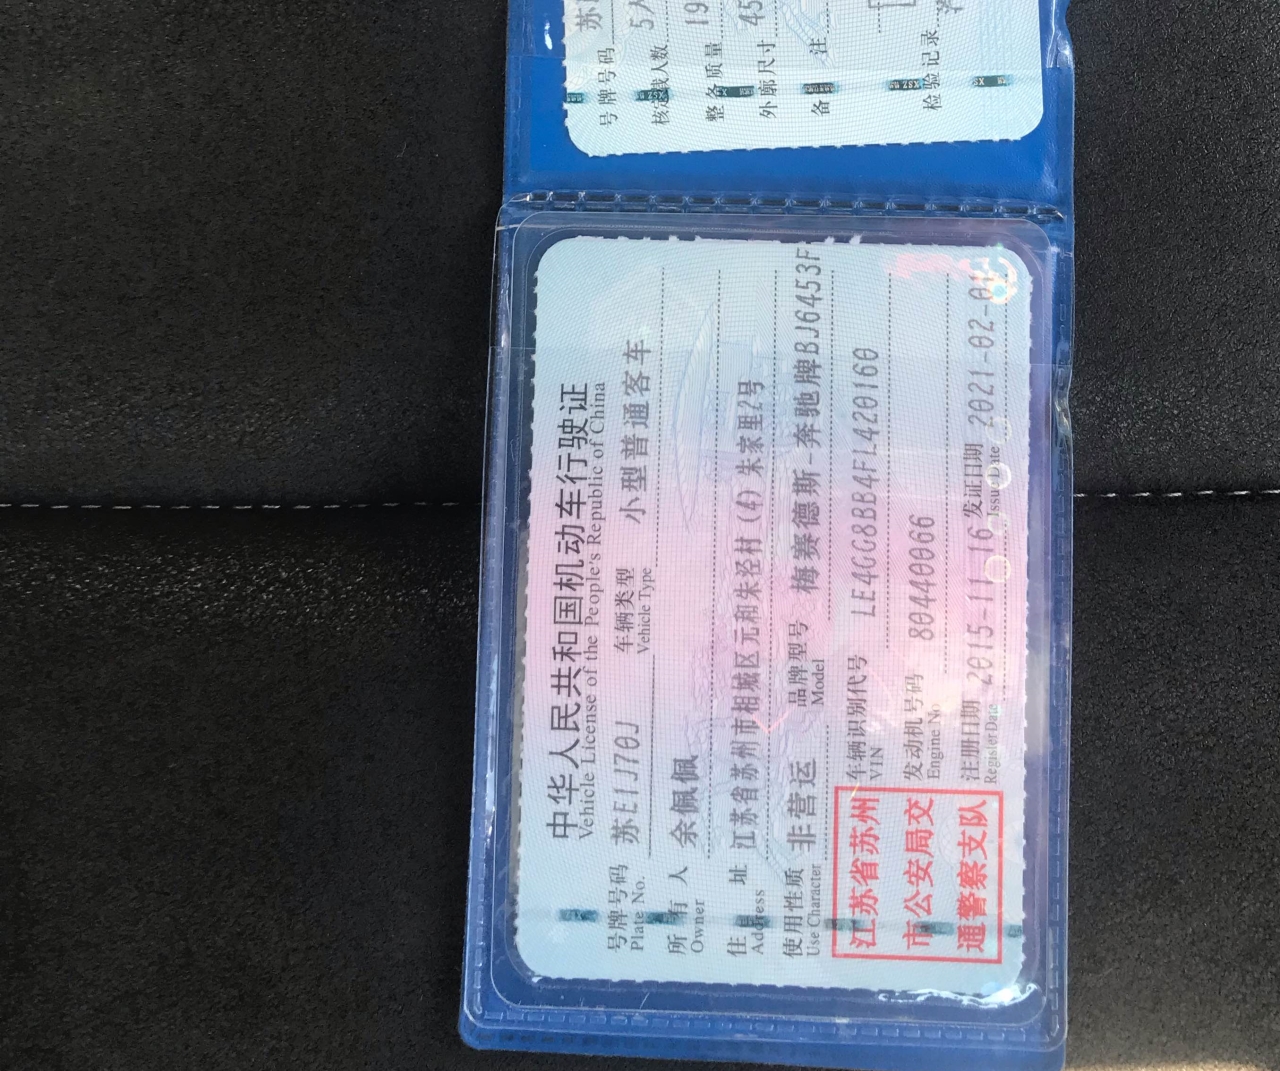 中华人民共和国机动车行驶证
Vehicle License of the People's Republic of China
号牌号码 苏E1J70J 车辆类型 小型普通客车
Plate No. Vehicle Type
所有人 余佩佩
Owner
住址 江苏省苏州市相城区元和朱泾村(4)朱家里2号
Address
使用性质 非营运 品牌型号 梅赛德斯-奔驰牌BJ6453F
Use Character Model
江苏省苏州
市公安局交
通警察支队
车辆识别代号 LE4GG8BB4FL420160
VIN
发动机号码 80440066
Engine No.
注册日期 2015-11-16 发证日期 2021-02-01
Register Date Issue Date
号牌号码 苏
核定载人数 5人
整备质量 19
外廓尺寸 45
备注
检验记录